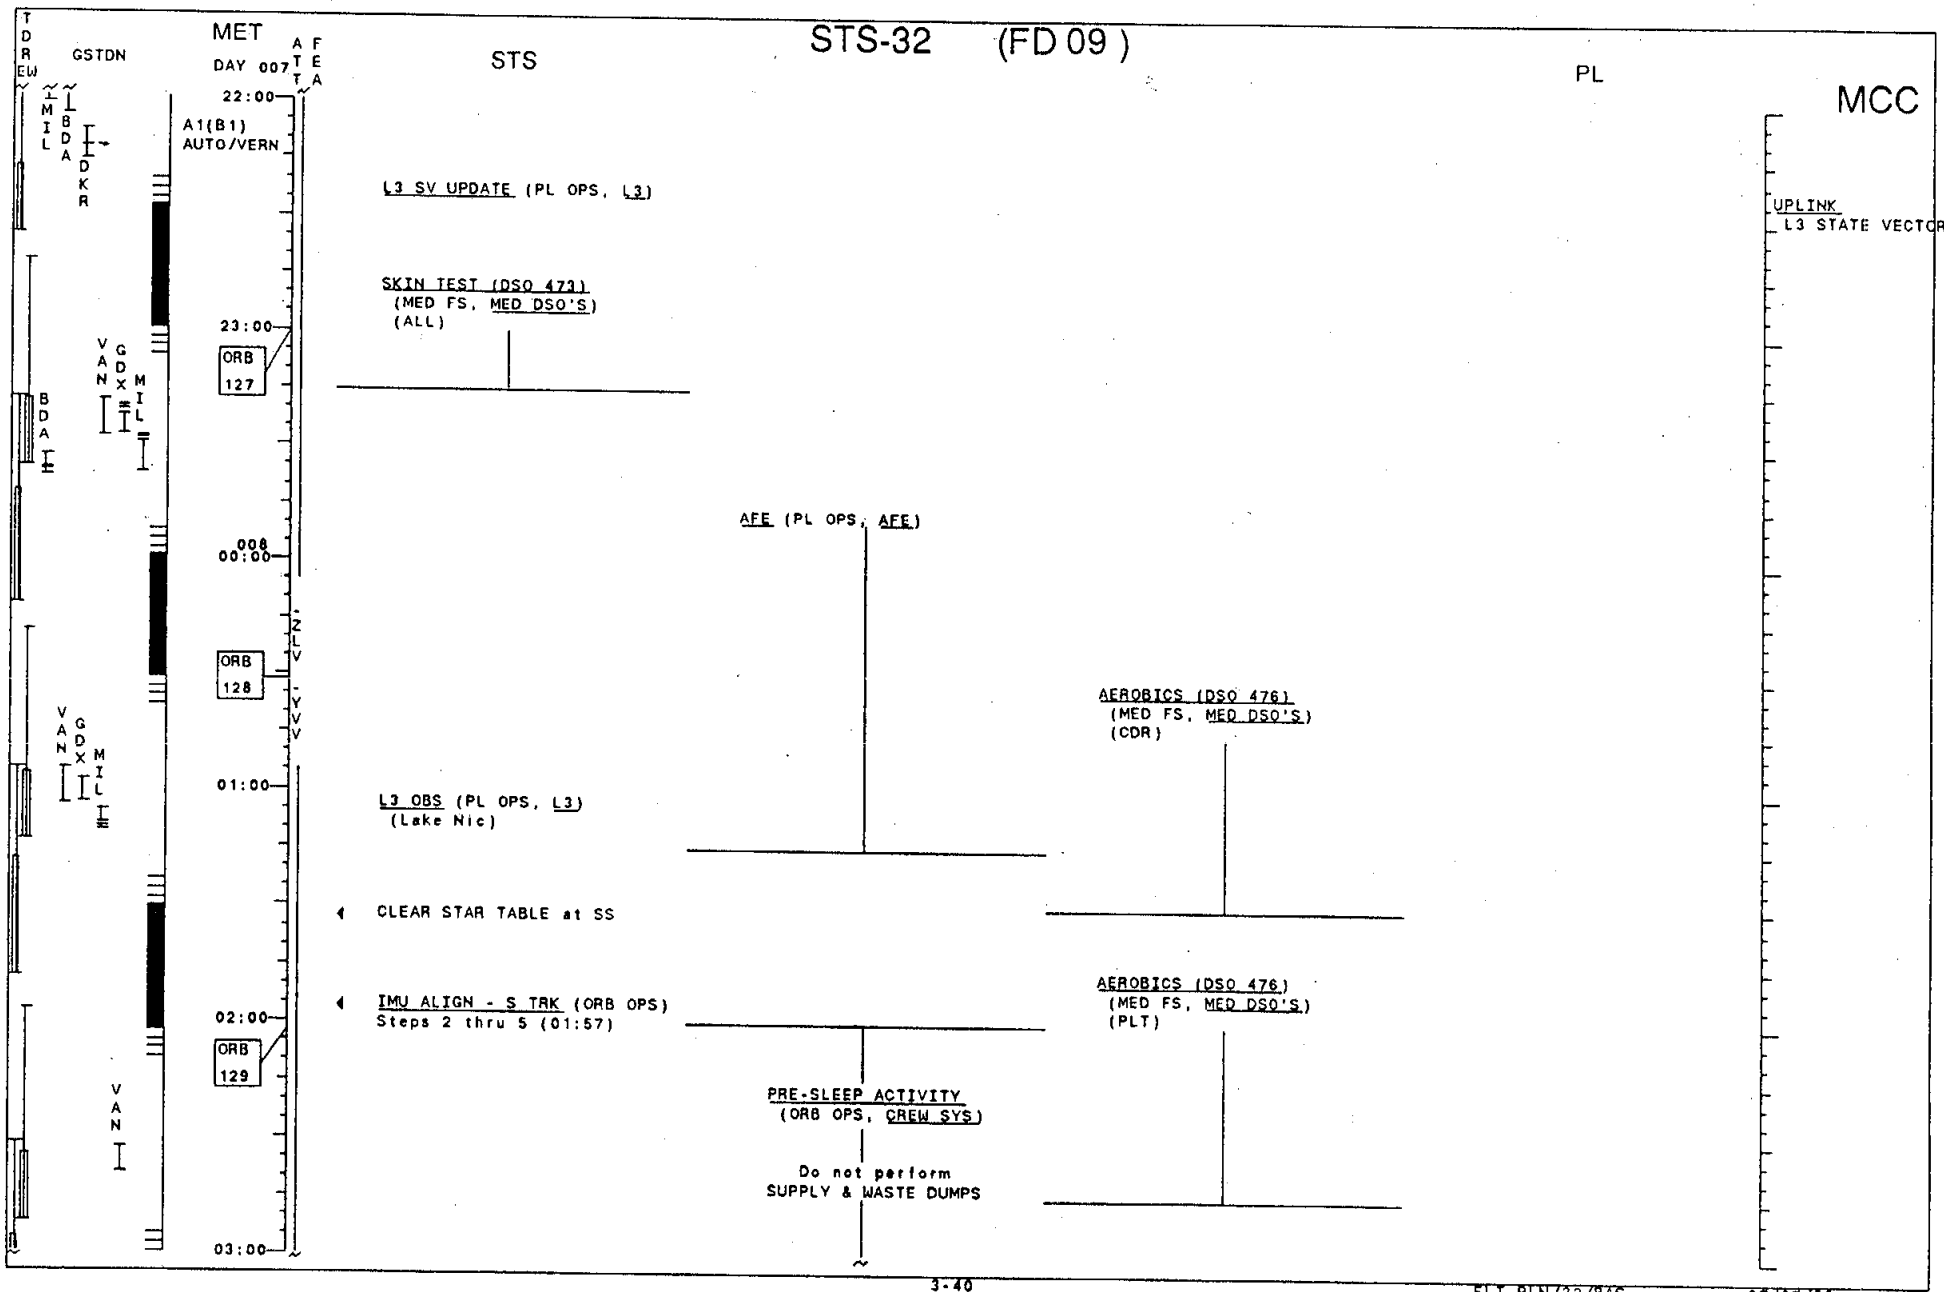 STS-32 (FD 09)
TDREW
GSTDN
MET
DAY 007
ATT
FEA
STS
PL
MCC
22:00
A1(B1)
AUTO/VERN
MIL
BDA
DKR
L3 SV UPDATE (PL OPS, L3)
UPLINK
L3 STATE VECTOR
SKIN TEST (DSO 473)
(MED FS, MED DSO'S)
(ALL)
23:00
ORB
127
VAN
GDX
MIL
BDA
AFE (PL OPS, AFE)
008
00:00
-ZLV
-YVV
ORB
128
AEROBICS (DSO 476)
(MED FS, MED DSO'S)
(CDR)
VAN
GDX
MIL
01:00
L3 OBS (PL OPS, L3)
(Lake Nic)
CLEAR STAR TABLE at SS
IMU ALIGN - S TRK (ORB OPS)
Steps 2 thru 5 (01:57)
AEROBICS (DSO 476)
(MED FS, MED DSO'S)
(PLT)
02:00
ORB
129
VAN
PRE-SLEEP ACTIVITY
(ORB OPS, CREW SYS)
Do not perform
SUPPLY & WASTE DUMPS
03:00
3-40